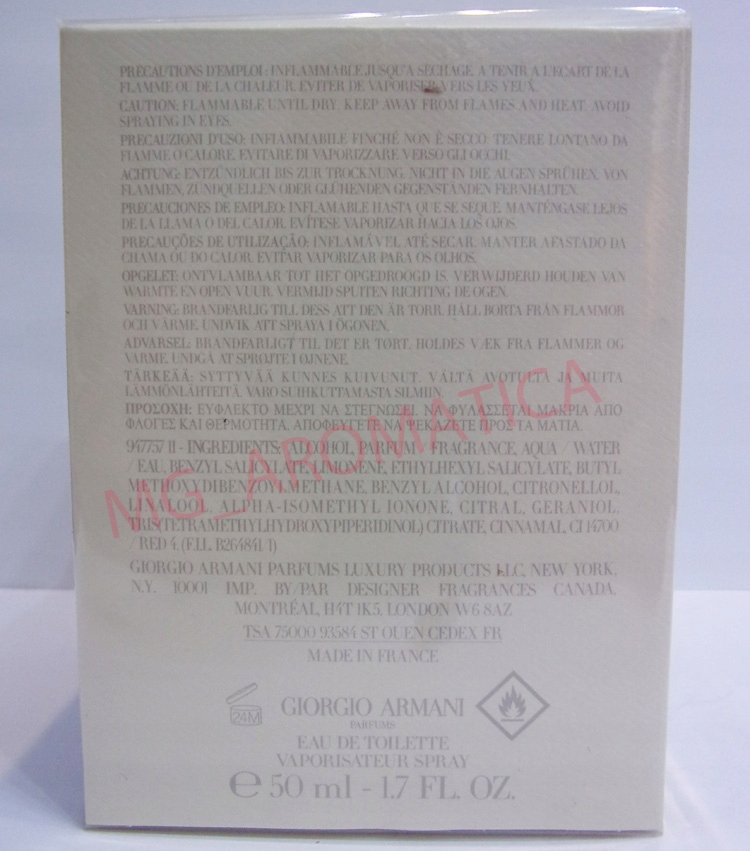 PRÉCAUTIONS D'EMPLOI: INFLAMMABLE JUSQU'À SÉCHAGE. A TENIR A L'ECART DE LA
FLAMME OU DE LA CHALEUR. EVITER DE VAPORISER VERS LES YEUX.
CAUTION: FLAMMABLE UNTIL DRY. KEEP AWAY FROM FLAMES AND HEAT. AVOID
SPRAYING IN EYES.
PRECAUZIONI D'USO: INFIAMMABILE FINCHÉ NON È SECCO. TENERE LONTANO DA
FIAMME O CALORE. EVITARE DI VAPORIZZARE VERSO GLI OCCHI.
ACHTUNG: ENTZÜNDLICH BIS ZUR TROCKNUNG. NICHT IN DIE AUGEN SPRÜHEN. VON
FLAMMEN, ZÜNDQUELLEN ODER GLÜHENDEN GEGENSTÄNDEN FERNHALTEN.
PRECAUCIONES DE EMPLEO: INFLAMABLE HASTA QUE SE SEQUE. MANTÉNGASE LEJOS
DE LA LLAMA O DEL CALOR. EVÍTESE VAPORIZAR HACIA LOS OJOS.
PRECAUÇÕES DE UTILIZAÇÃO: INFLAMÁVEL ATÉ SECAR. MANTER AFASTADO DA
CHAMA OU DO CALOR. EVITAR VAPORIZAR PARA OS OLHOS.
OPGELET: ONTVLAMBAAR TOT HET OPGEDROOGD IS. VERWIJDERD HOUDEN VAN
WARMTE EN OPEN VUUR. VERMIJD SPUITEN RICHTING DE OGEN.
VARNING: BRANDFARLIG TILL DESS ATT DEN ÄR TORR. HÅLL BORTA FRÅN FLAMMOR
OCH VÄRME. UNDVIK ATT SPRAYA I ÖGONEN.
ADVARSEL: BRANDFARLIGT TIL DET ER TØRT. HOLDES VÆK FRA FLAMMER OG
VARME. UNDGÅ AT SPRØJTE I ØJNENE.
TÄRKEÄÄ: SYTTYVÄÄ KUNNES KUIVUNUT. VÄLTÄ AVOTULTA JA MUITA
LÄMMÖNLÄHTEITÄ. VARO SUIHKUTTAMASTA SILMIIN.
ΠΡΟΣΟΧΗ: ΕΥΦΛΕΚΤΟ ΜΕΧΡΙ ΝΑ ΣΤΕΓΝΩΣΕΙ. ΝΑ ΦΥΛΑΣΣΕΤΑΙ ΜΑΚΡΙΑ ΑΠΟ
ΦΛΟΓΕΣ ΚΑΙ ΘΕΡΜΟΤΗΤΑ. ΑΠΟΦΕΥΓΕΤΕ ΝΑ ΨΕΚΑΖΕΤΕ ΠΡΟΣ ΤΑ ΜΑΤΙΑ.
947757 11 - INGREDIENTS: ALCOHOL, PARFUM / FRAGRANCE, AQUA / WATER
/ EAU, BENZYL SALICYLATE, LIMONENE, ETHYLHEXYL SALICYLATE, BUTYL
METHOXYDIBENZOYLMETHANE, BENZYL ALCOHOL, CITRONELLOL,
LINALOOL, ALPHA-ISOMETHYL IONONE, CITRAL, GERANIOL,
TRIS(TETRAMETHYLHYDROXYPIPERIDINOL) CITRATE, CINNAMAL, CI 14700
/ RED 4. (F.I.L. B264841/1)
GIORGIO ARMANI PARFUMS LUXURY PRODUCTS LLC, NEW YORK,
N.Y. 10001 IMP. BY/PAR DESIGNER FRAGRANCES CANADA,
MONTRÉAL, H4T 1K5, LONDON W6 8AZ
TSA 75000 93584 ST OUEN CEDEX FR
MADE IN FRANCE
24M
GIORGIO ARMANI
PARFUMS
EAU DE TOILETTE
VAPORISATEUR SPRAY
℮ 50 ml - 1.7 FL. OZ.
MG_AROMATICA